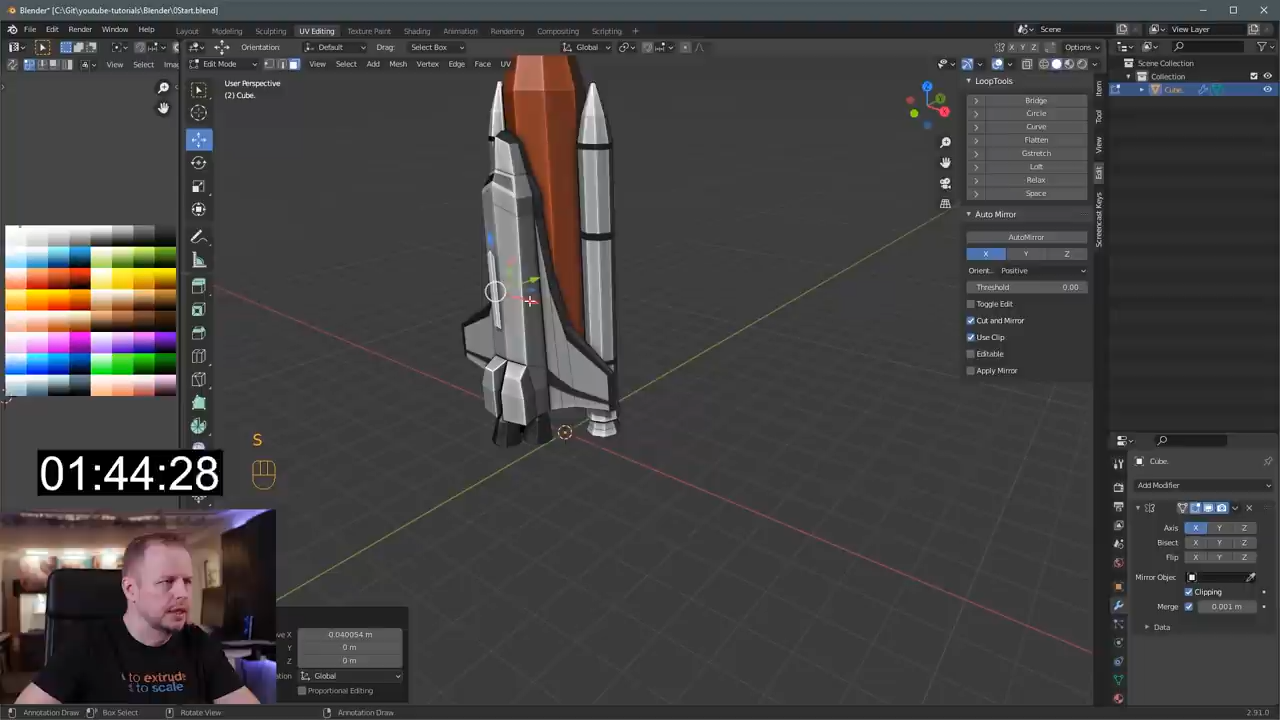 Blender* [C:\Git\youtube-tutorials\Blender\0Start.blend]
File Edit Render Window Help
Layout Modeling Sculpting UV Editing Texture Paint Shading Animation Rendering Compositing Scripting +
Scene View Layer
Orientation: Default Drag: Select Box Global X Y Z Options
View Select Edit Mode View Select Add Mesh Vertex Edge Face UV
User Perspective
(2) Cube.
Scene Collection
Collection
Cube.
LoopTools
Bridge
Circle
Curve
Flatten
Gstretch
Loft
Relax
Space
Auto Mirror
AutoMirror
X Y Z
Orient.. Positive
Threshold 0.00
Toggle Edit
Cut and Mirror
Use Clip
Editable
Apply Mirror
Item
Tool
View
Edit
Screencast Keys
S
01:44:28
Cube.
Add Modifier
Axis X Y Z
Bisect X Y Z
Flip X Y Z
Mirror Objec
Clipping
Merge 0.001 m
Data
X 0.040054 m
Y 0 m
Z 0 m
Global
Proportional Editing
to extrude
to scale
Annotation Draw Box Select Rotate View Annotation Draw 2.91.0